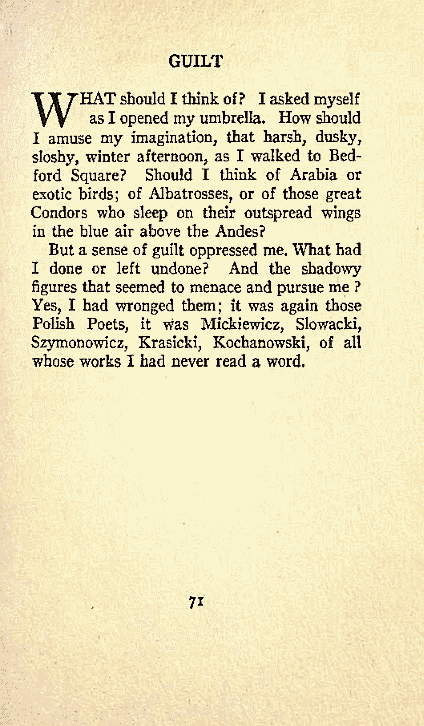 GUILT
WHAT should I think of? I asked myself
as I opened my umbrella. How should
I amuse my imagination, that harsh, dusky,
sloshy, winter afternoon, as I walked to Bed-
ford Square? Should I think of Arabia or
exotic birds; of Albatrosses, or of those great
Condors who sleep on their outspread wings
in the blue air above the Andes?
But a sense of guilt oppressed me. What had
I done or left undone? And the shadowy
figures that seemed to menace and pursue me?
Yes, I had wronged them; it was again those
Polish Poets, it was Mickiewicz, Slowacki,
Szymonowicz, Krasicki, Kochanowski, of all
whose works I had never read a word.
71